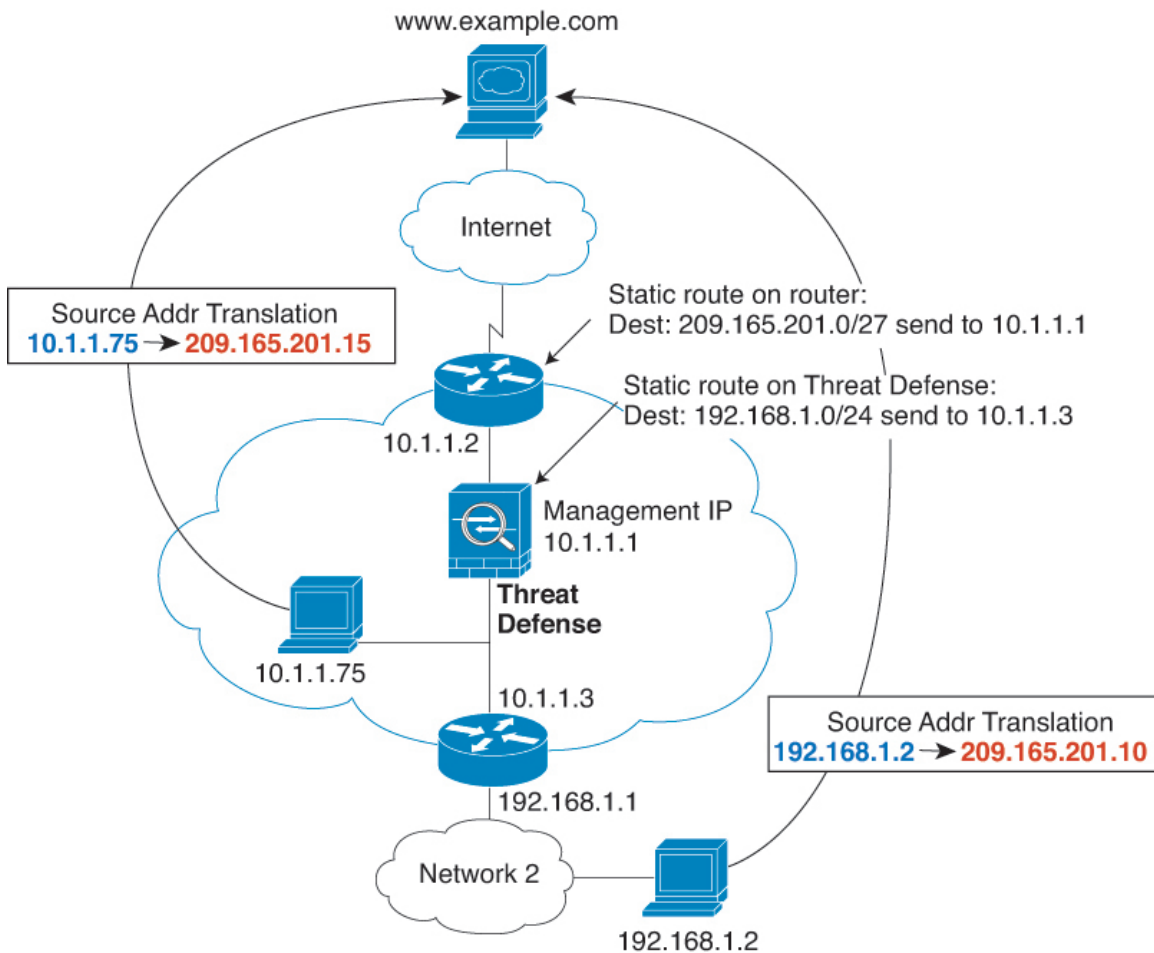 www.example.com
Internet
Source Addr Translation
10.1.1.75 → 209.165.201.15
Static route on router:
Dest: 209.165.201.0/27 send to 10.1.1.1
Static route on Threat Defense:
Dest: 192.168.1.0/24 send to 10.1.1.3
10.1.1.2
Management IP
10.1.1.1
Threat
Defense
10.1.1.75
10.1.1.3
Source Addr Translation
192.168.1.2 → 209.165.201.10
192.168.1.1
Network 2
192.168.1.2